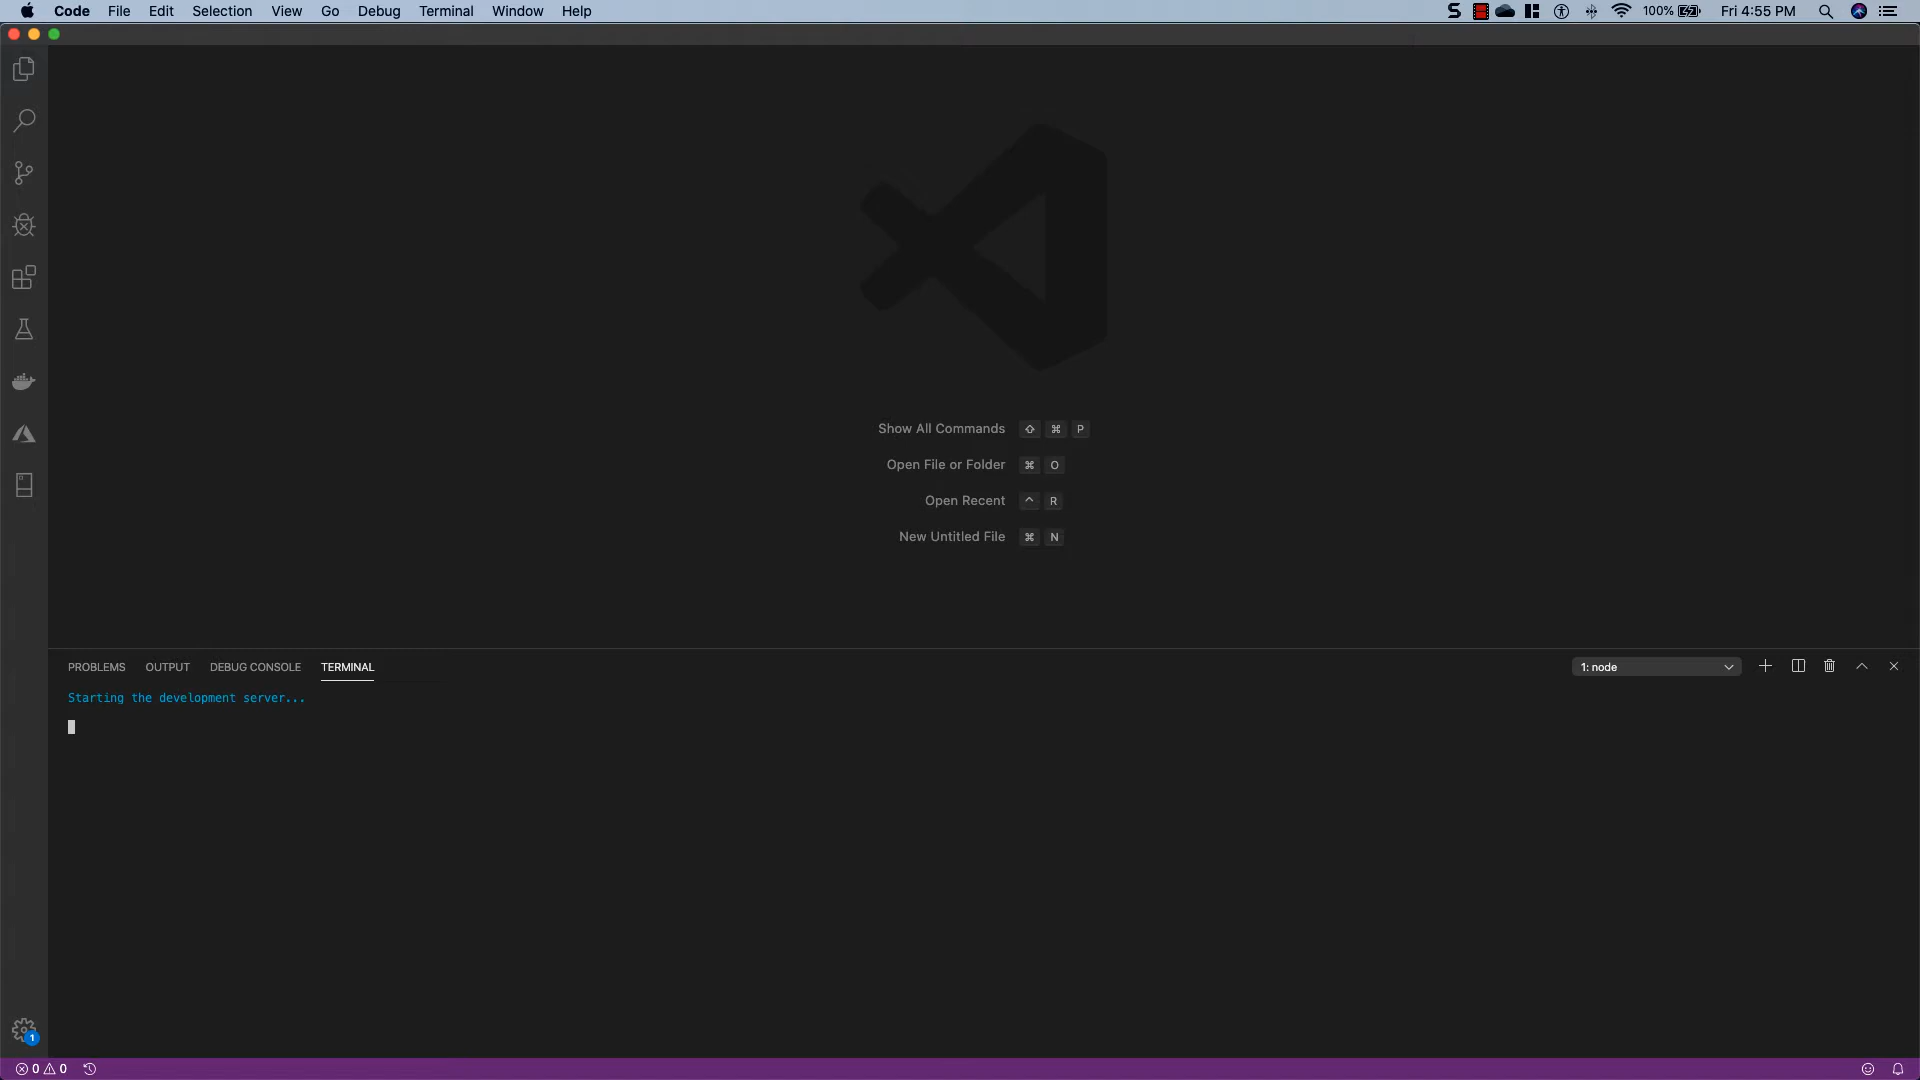 Code File Edit Selection View Go Debug Terminal Window Help 100% Fri 4:55 PM
Show All Commands ⇧ ⌘ P
Open File or Folder ⌘ O
Open Recent ^ R
New Untitled File ⌘ N
PROBLEMS OUTPUT DEBUG CONSOLE TERMINAL 1: node
Starting the development server...
1
0 0